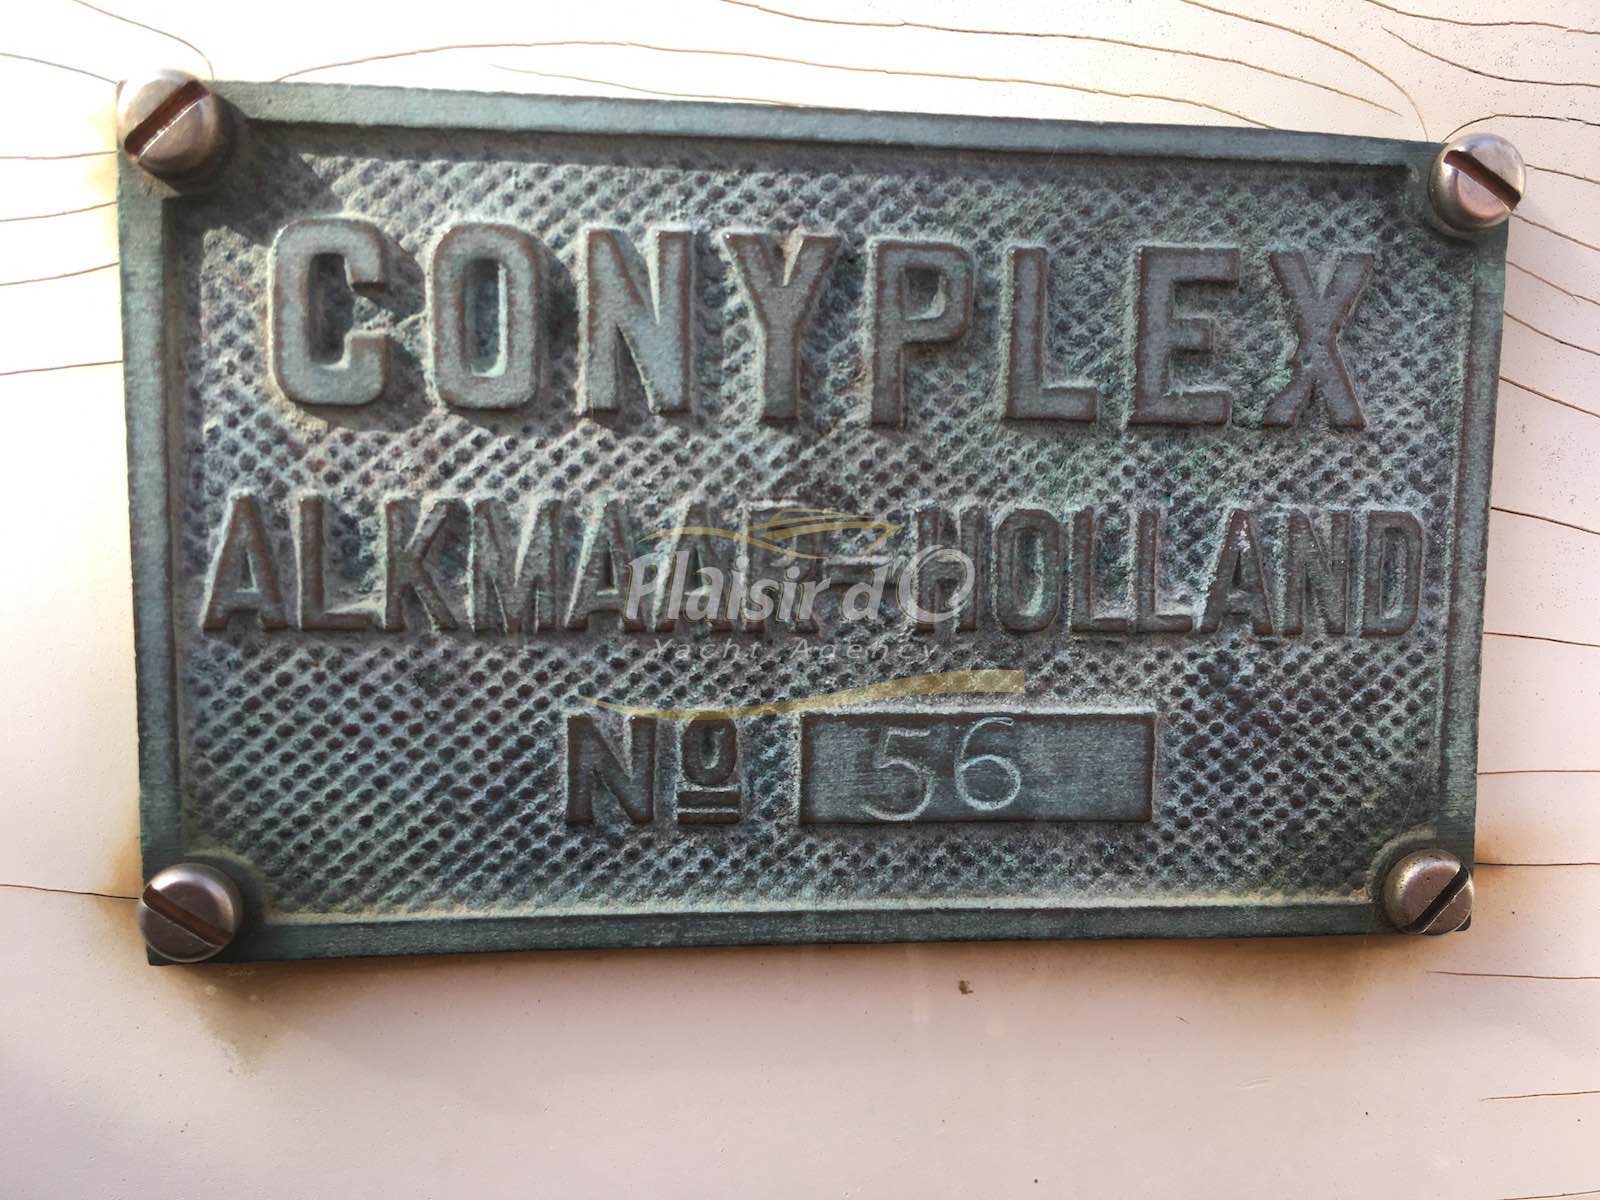 CONYPLEX
ALKMAAR-HOLLAND
Plaisir d'O
Yacht Agency
Nº 56